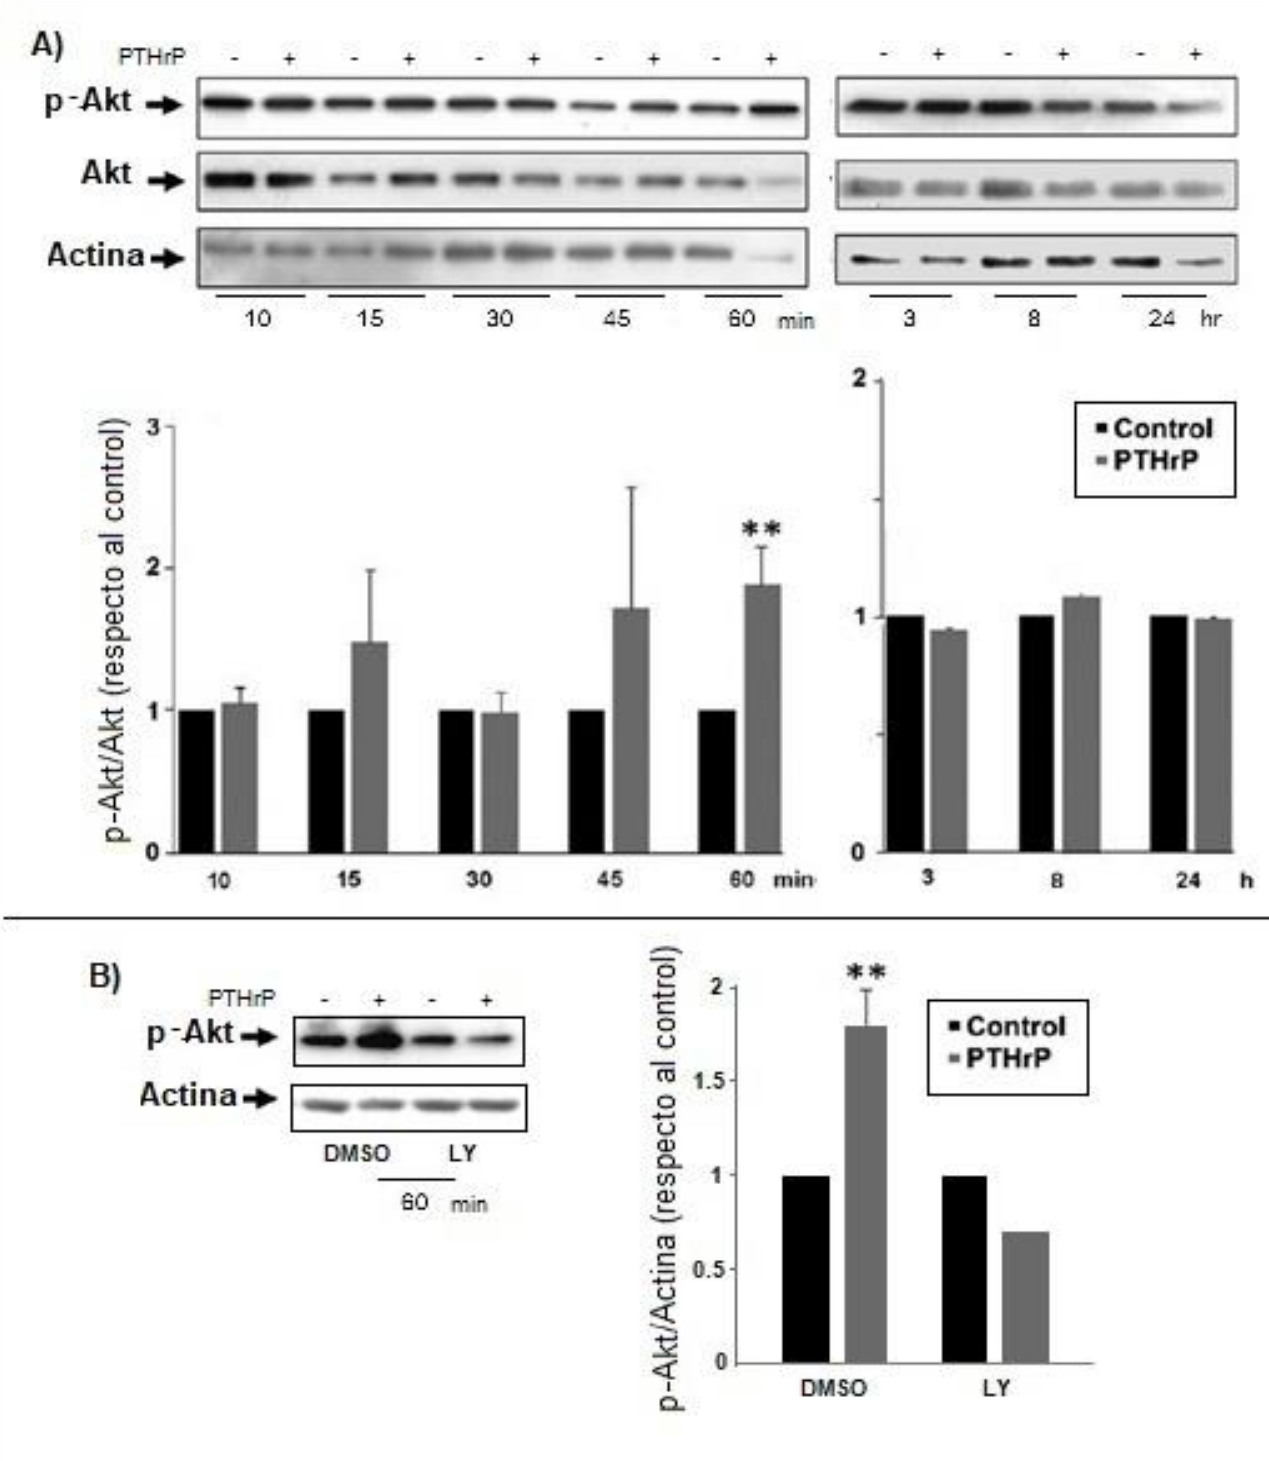 A)
PTHrP - + - + - + - + - + - + - + - +
p-Akt
Akt
Actina
10 15 30 45 60 min 3 8 24 hr
p-Akt/Akt (respecto al control)
3
2
1
0
**
10 15 30 45 60 min
2
1
0
Control
PTHrP
3 8 24 h
B)
PTHrP - + - +
p-Akt
Actina
DMSO LY
60 min
p-Akt/Actina (respecto al control)
2
1.5
1
0.5
0
**
Control
PTHrP
DMSO LY